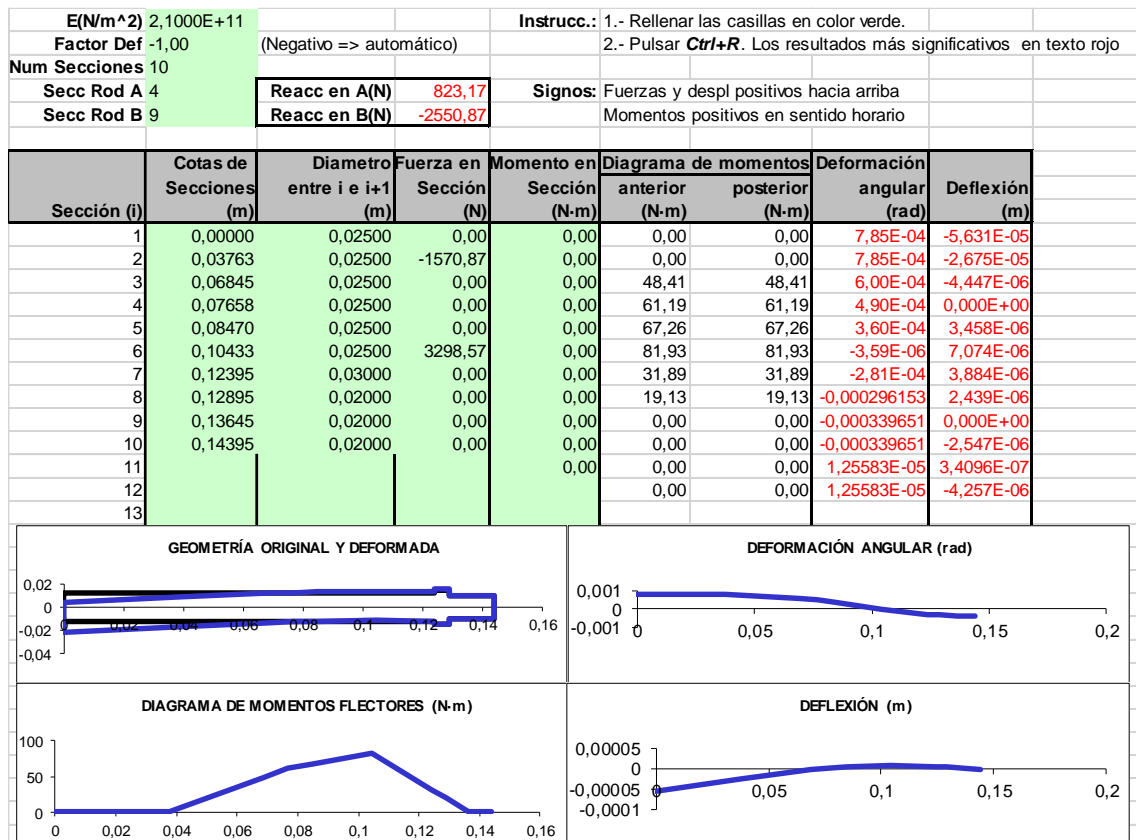 E(N/m^2) 2,1000E+11 Instrucc.: 1.- Rellenar las casillas en color verde.
Factor Def -1,00 (Negativo => automático) 2.- Pulsar Ctrl+R. Los resultados más significativos en texto rojo
Num Secciones 10
Secc Rod A 4 Reacc en A(N) 823,17 Signos: Fuerzas y despl positivos hacia arriba
Secc Rod B 9 Reacc en B(N) -2550,87 Momentos positivos en sentido horario
Cotas de Diametro Fuerza en Momento en Diagrama de momentos Deformación
Secciones entre i e i+1 Sección Sección anterior posterior angular Deflexión
Sección (i) (m) (m) (N) (N·m) (N·m) (N·m) (rad) (m)
1 0,00000 0,02500 0,00 0,00 0,00 0,00 7,85E-04 -5,631E-05
2 0,03763 0,02500 -1570,87 0,00 0,00 0,00 7,85E-04 -2,675E-05
3 0,06845 0,02500 0,00 0,00 48,41 48,41 6,00E-04 -4,447E-06
4 0,07658 0,02500 0,00 0,00 61,19 61,19 4,90E-04 0,000E+00
5 0,08470 0,02500 0,00 0,00 67,26 67,26 3,60E-04 3,458E-06
6 0,10433 0,02500 3298,57 0,00 81,93 81,93 -3,59E-06 7,074E-06
7 0,12395 0,03000 0,00 0,00 31,89 31,89 -2,81E-04 3,884E-06
8 0,12895 0,02000 0,00 0,00 19,13 19,13 -0,000296153 2,439E-06
9 0,13645 0,02000 0,00 0,00 0,00 0,00 -0,000339651 0,000E+00
10 0,14395 0,02000 0,00 0,00 0,00 0,00 -0,000339651 -2,547E-06
11 0,00 0,00 0,00 1,25583E-05 3,4096E-07
12 0,00 0,00 1,25583E-05 -4,257E-06
13
GEOMETRÍA ORIGINAL Y DEFORMADA
0,02
0
-0,02
-0,04
0 0,02 0,04 0,06 0,08 0,1 0,12 0,14 0,16
DEFORMACIÓN ANGULAR (rad)
0,001
0
-0,001
0 0,05 0,1 0,15 0,2
DIAGRAMA DE MOMENTOS FLECTORES (N·m)
100
50
0
0 0,02 0,04 0,06 0,08 0,1 0,12 0,14 0,16
DEFLEXIÓN (m)
0,00005
0
-0,00005
-0,0001
0 0,05 0,1 0,15 0,2